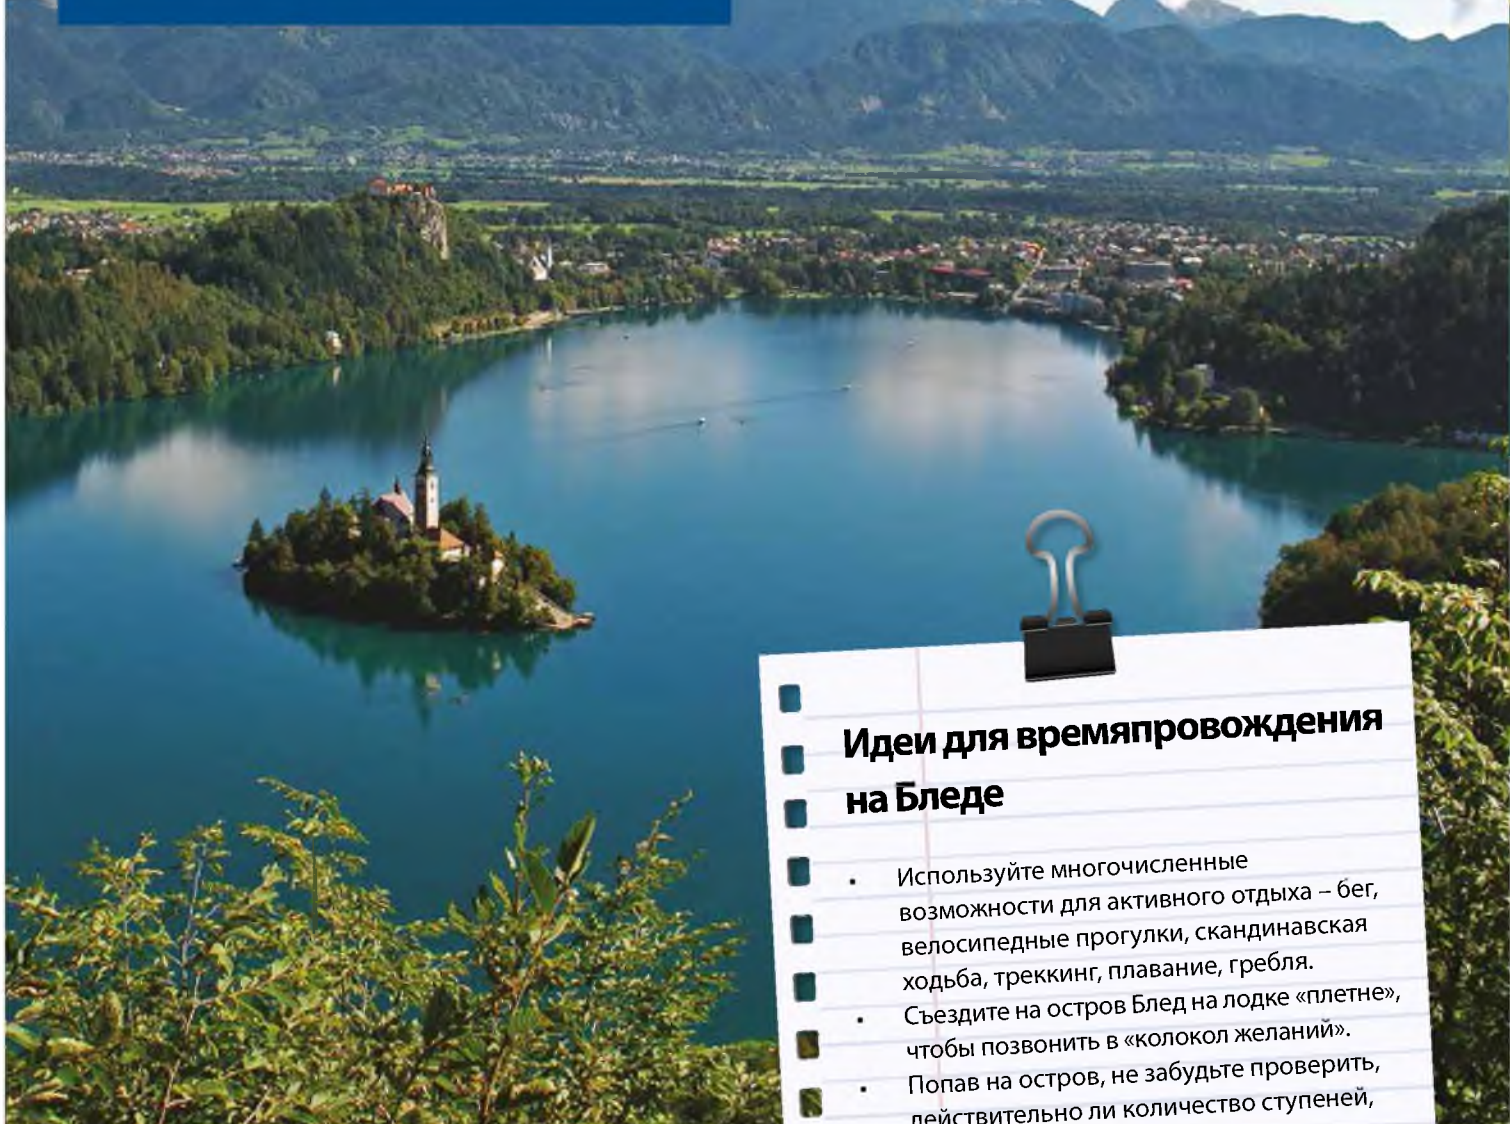 Идеи для времяпровождения
на Бледе
• Используйте многочисленные
возможности для активного отдыха – бег,
велосипедные прогулки, скандинавская
ходьба, треккинг, плавание, гребля.
• Съездите на остров Блед на лодке «плетне»,
чтобы позвонить в «колокол желаний».
• Попав на остров, не забудьте проверить,
действительно ли количество ступеней,